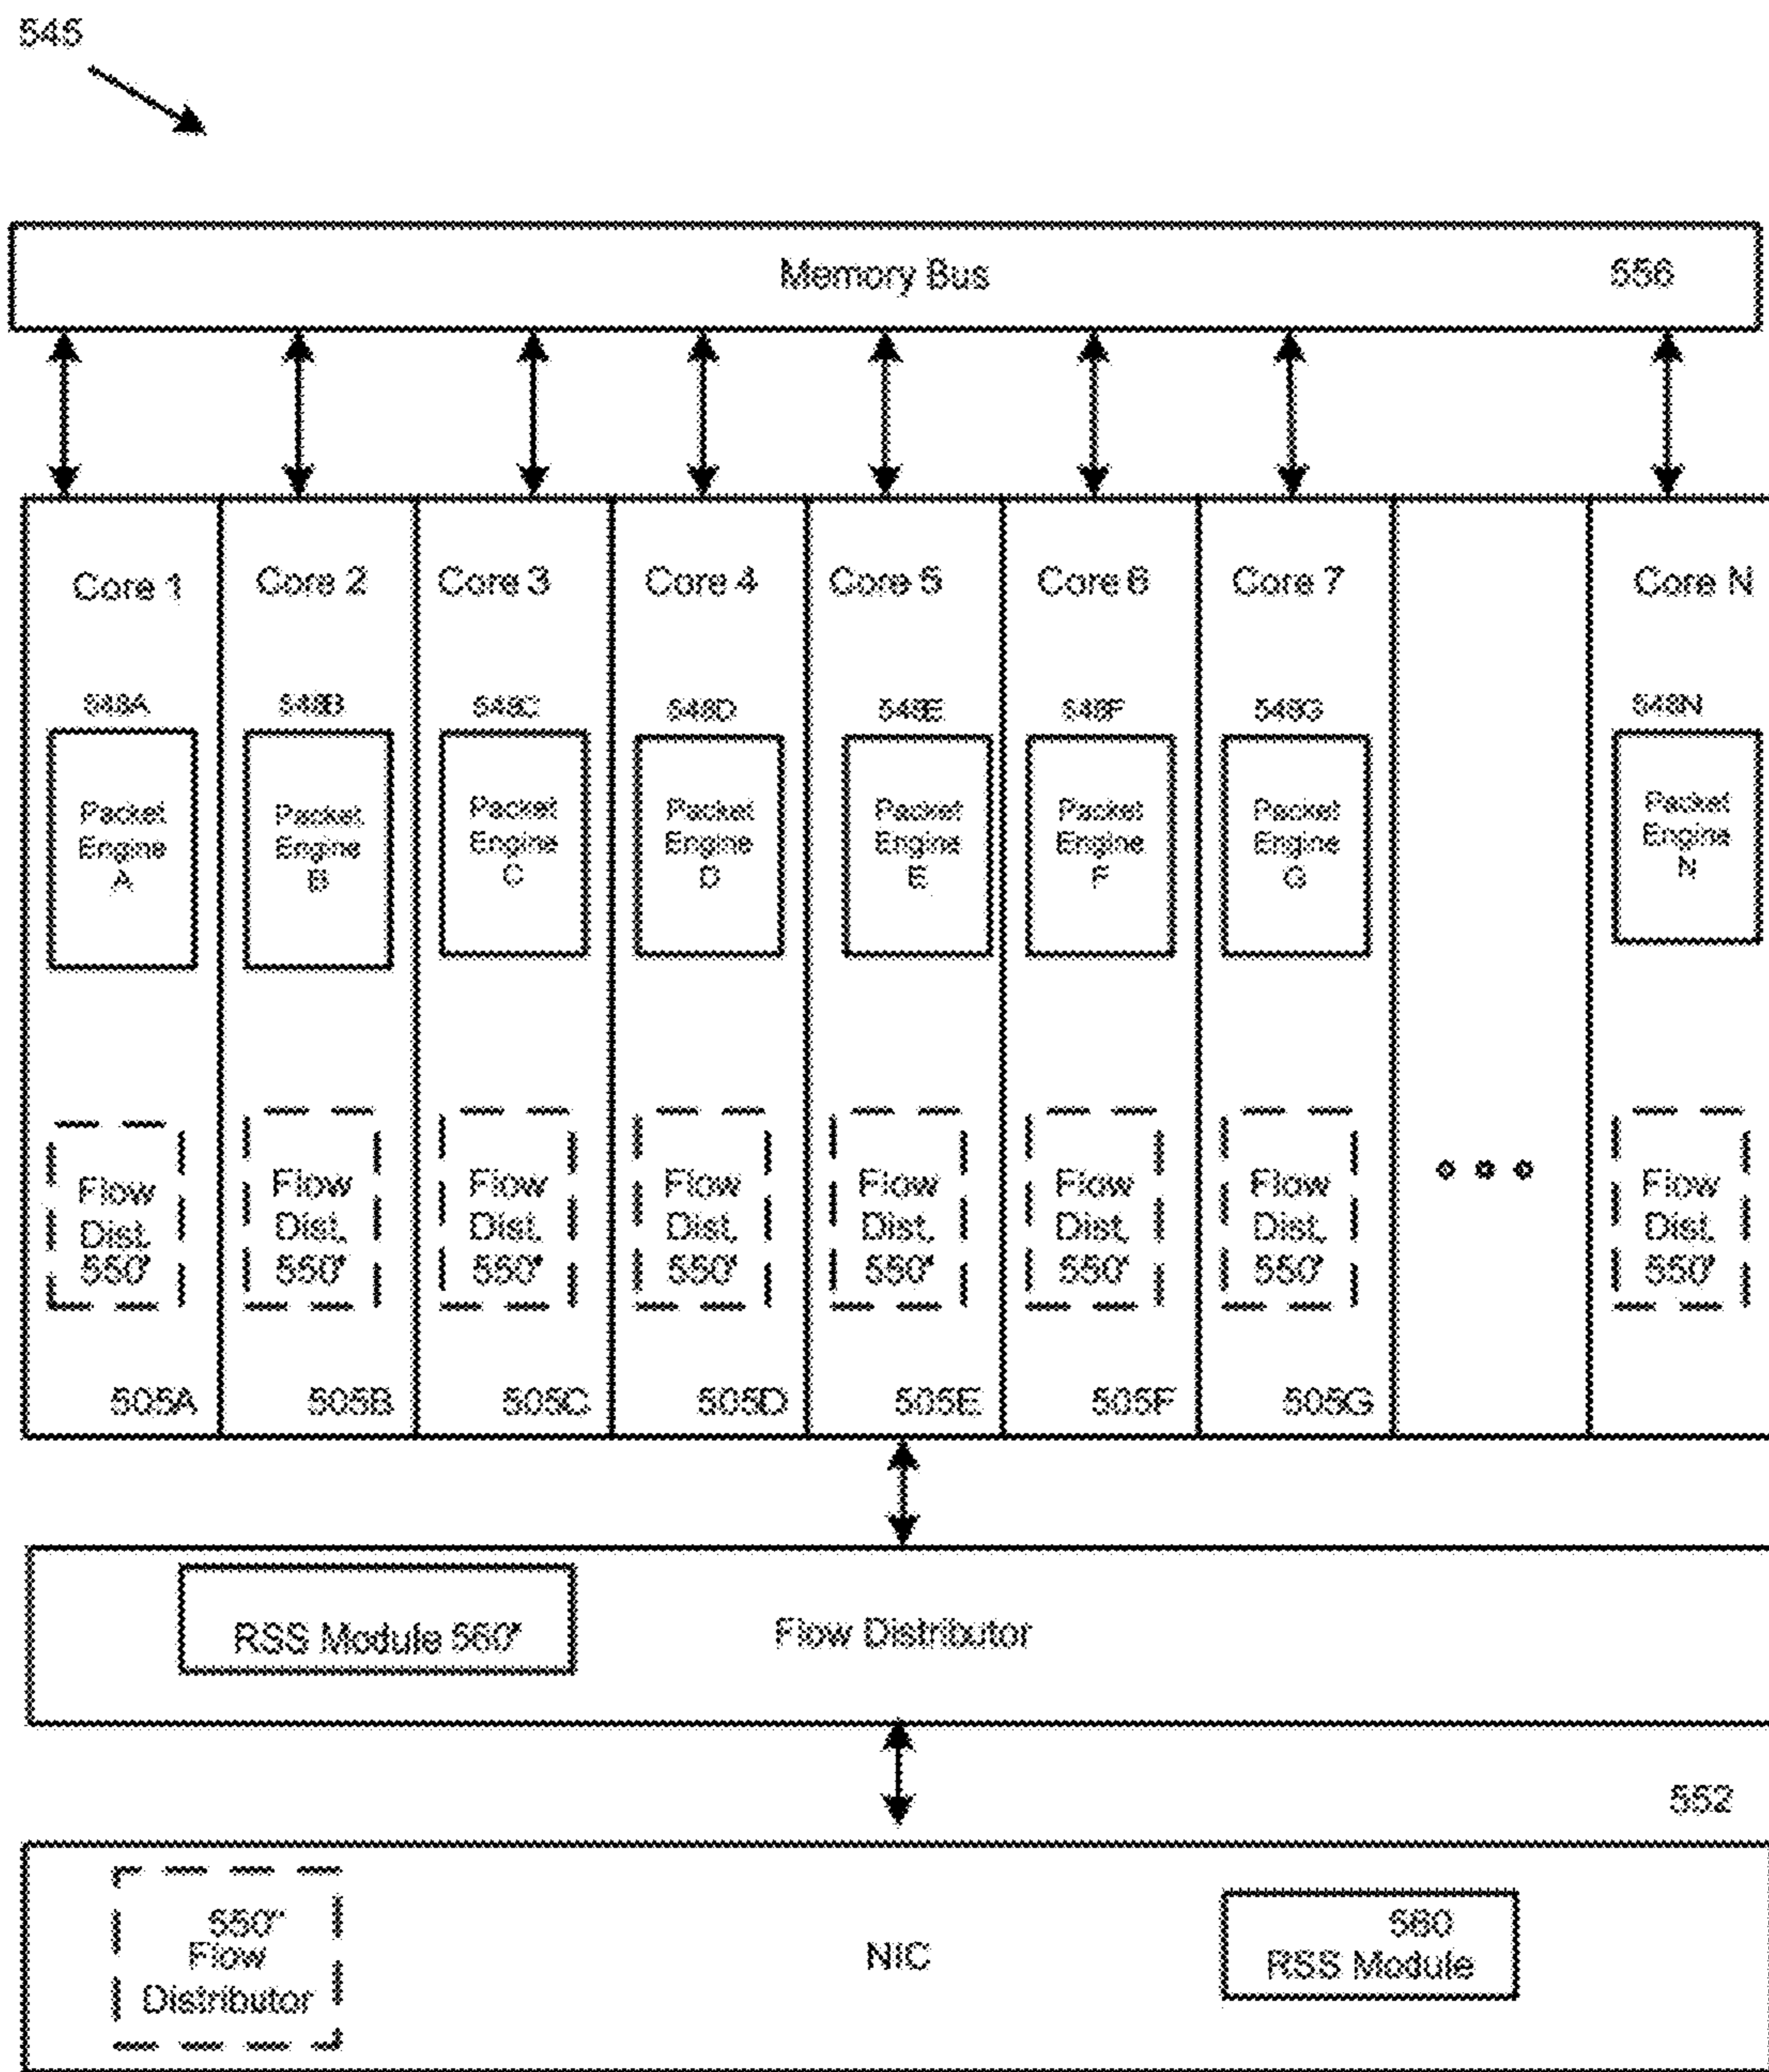 545
Memory Bus 556
Core 1 Core 2 Core 3 Core 4 Core 5 Core 6 Core 7 Core N
548A 548B 548C 548D 548E 548F 548G 548N
Packet
Engine
A
Packet
Engine
B
Packet
Engine
C
Packet
Engine
D
Packet
Engine
E
Packet
Engine
F
Packet
Engine
G
Packet
Engine
N
Flow
Dist.
550'
Flow
Dist.
550'
Flow
Dist.
550'
Flow
Dist.
550'
Flow
Dist.
550'
Flow
Dist.
550'
Flow
Dist.
550'
Flow
Dist.
550'
505A 505B 505C 505D 505E 505F 505G
RSS Module 560' Flow Distributor
552
550''
Flow
Distributor
NIC
560
RSS Module